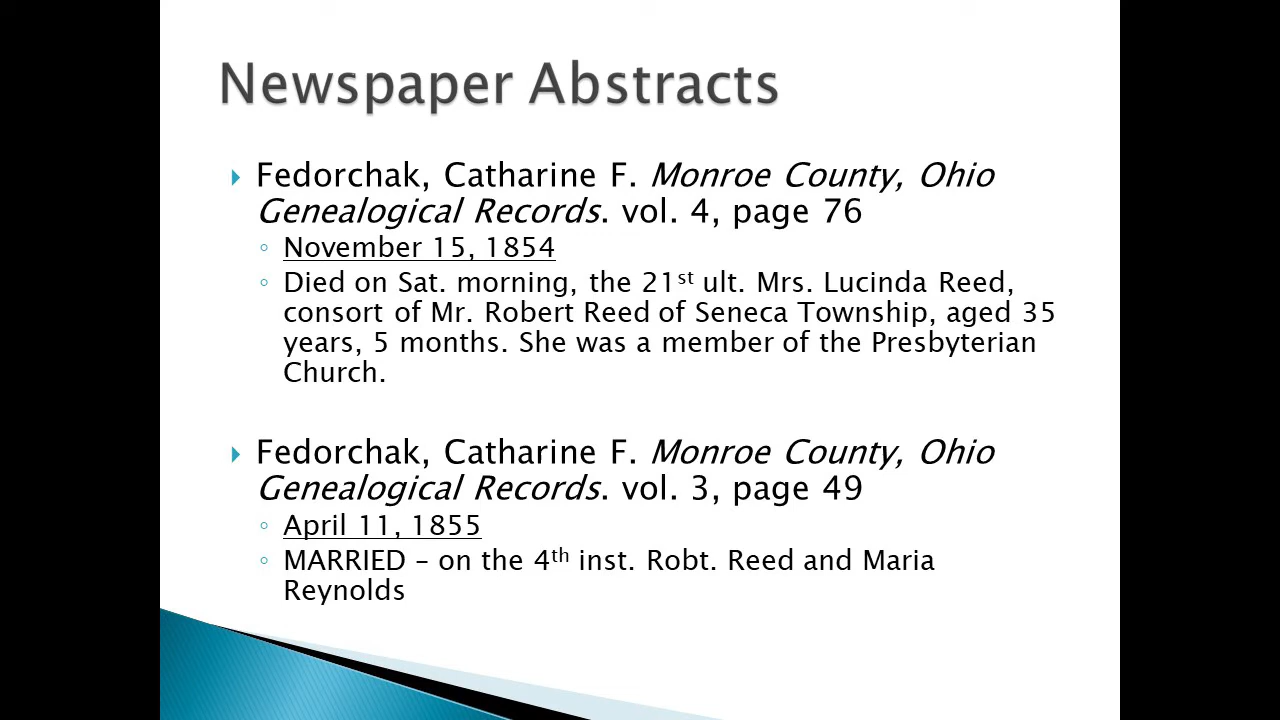 Newspaper Abstracts
Fedorchak, Catharine F. Monroe County, Ohio
Genealogical Records. vol. 4, page 76
November 15, 1854
Died on Sat. morning, the 21st ult. Mrs. Lucinda Reed,
consort of Mr. Robert Reed of Seneca Township, aged 35
years, 5 months. She was a member of the Presbyterian
Church.
Fedorchak, Catharine F. Monroe County, Ohio
Genealogical Records. vol. 3, page 49
April 11, 1855
MARRIED – on the 4th inst. Robt. Reed and Maria
Reynolds